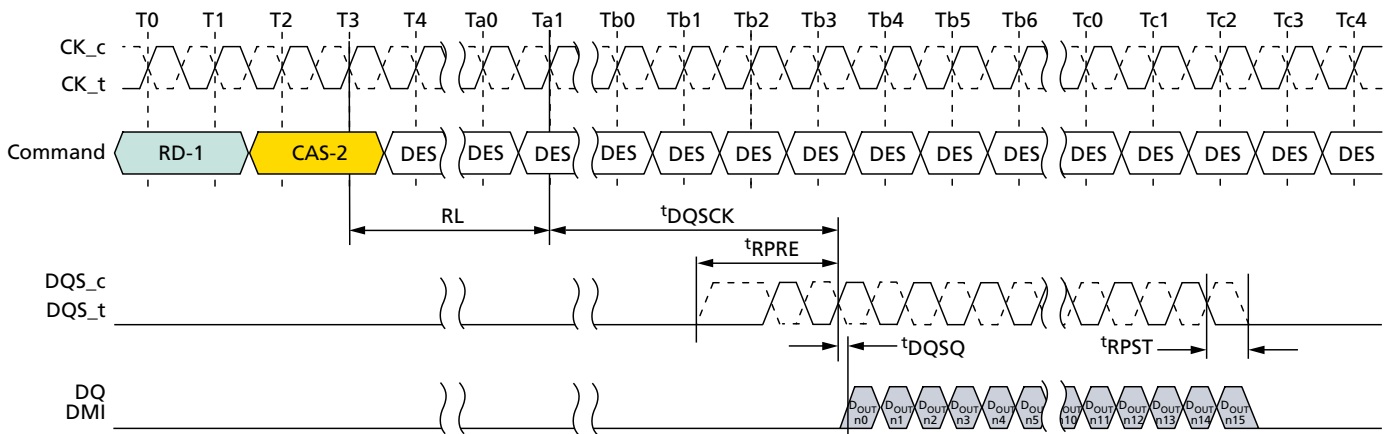 T0 T1 T2 T3 T4 Ta0 Ta1 Tb0 Tb1 Tb2 Tb3 Tb4 Tb5 Tb6 Tc0 Tc1 Tc2 Tc3 Tc4
CK_c
CK_t
Command RD-1 CAS-2 DES DES DES DES DES DES DES DES DES DES DES DES DES DES DES
RL tDQSCK
tRPRE
DQS_c
DQS_t
tDQSQ tRPST
DQ
DMI
DOUT n0 DOUT n1 DOUT n2 DOUT n3 DOUT n4 DOUT n5 DOUT n10 DOUT n11 DOUT n12 DOUT n13 DOUT n14 DOUT n15